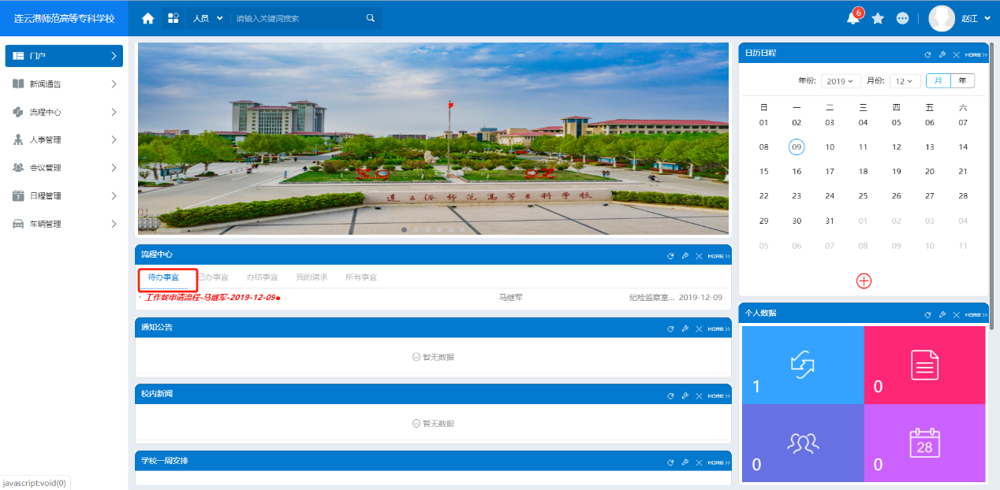 连云港师范高等专科学校
人员 请输入关键词搜索
6
赵江
门户
新闻通告
流程中心
人事管理
会议管理
7 日程管理
车辆管理
连云港师范高等专科学校
流程中心 MORE
待办事宜 已办事宜 办结事宜 我的请求 所有事宜
工作餐申请流程-马继军-2019-12-09 马继军 纪检监察室... 2019-12-09
通知公告 MORE
暂无数据
校内新闻 MORE
暂无数据
学校一周安排 MORE
日历日程 MORE
年份: 2019 月份: 12 月 年
日 一 二 三 四 五 六
01 02 03 04 05 06 07
08 09 10 11 12 13 14
15 16 17 18 19 20 21
22 23 24 25 26 27 28
29 30 31 01 02 03 04
05 06 07 08 09 10 11
个人数据 MORE
1 0
0 0 28
javascript:void(0)